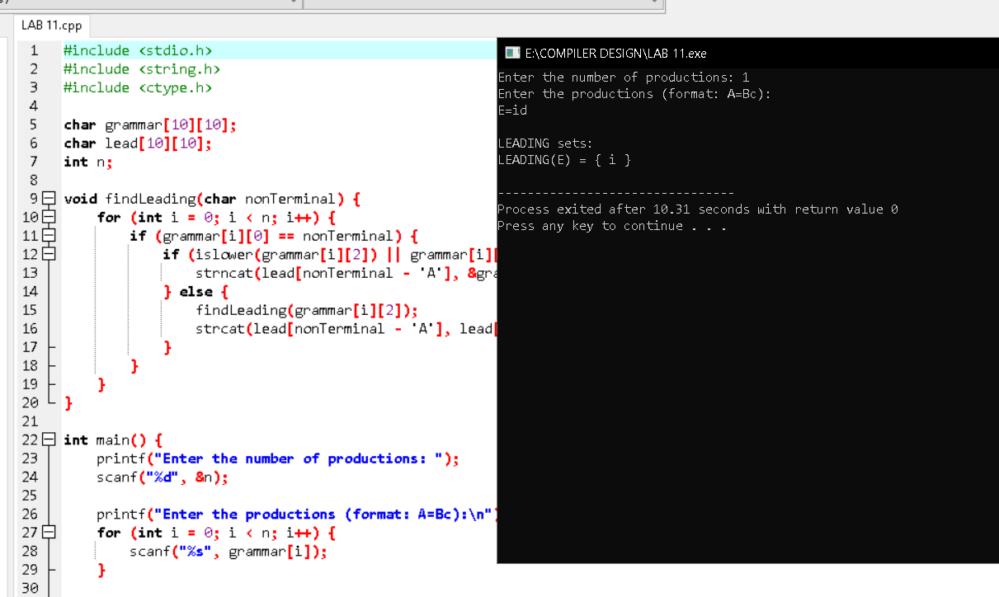 LAB 11.cpp
1 #include <stdio.h>
2 #include <string.h>
3 #include <ctype.h>
4
5 char grammar[10][10];
6 char lead[10][10];
7 int n;
8
9 void findLeading(char nonTerminal) {
10 for (int i = 0; i < n; i++) {
11 if (grammar[i][0] == nonTerminal) {
12 if (islower(grammar[i][2]) || grammar[i][
13 strncat(lead[nonTerminal - 'A'], &gra
14 } else {
15 findLeading(grammar[i][2]);
16 strcat(lead[nonTerminal - 'A'], lead[
17 }
18 }
19 }
20 }
21
22 int main() {
23 printf("Enter the number of productions: ");
24 scanf("%d", &n);
25
26 printf("Enter the productions (format: A=Bc):\n")
27 for (int i = 0; i < n; i++) {
28 scanf("%s", grammar[i]);
29 }
30
E:\COMPILER DESIGN\LAB 11.exe
Enter the number of productions: 1
Enter the productions (format: A=Bc):
E=id
LEADING sets:
LEADING(E) = { i }
--------------------------------
Process exited after 10.31 seconds with return value 0
Press any key to continue . . .